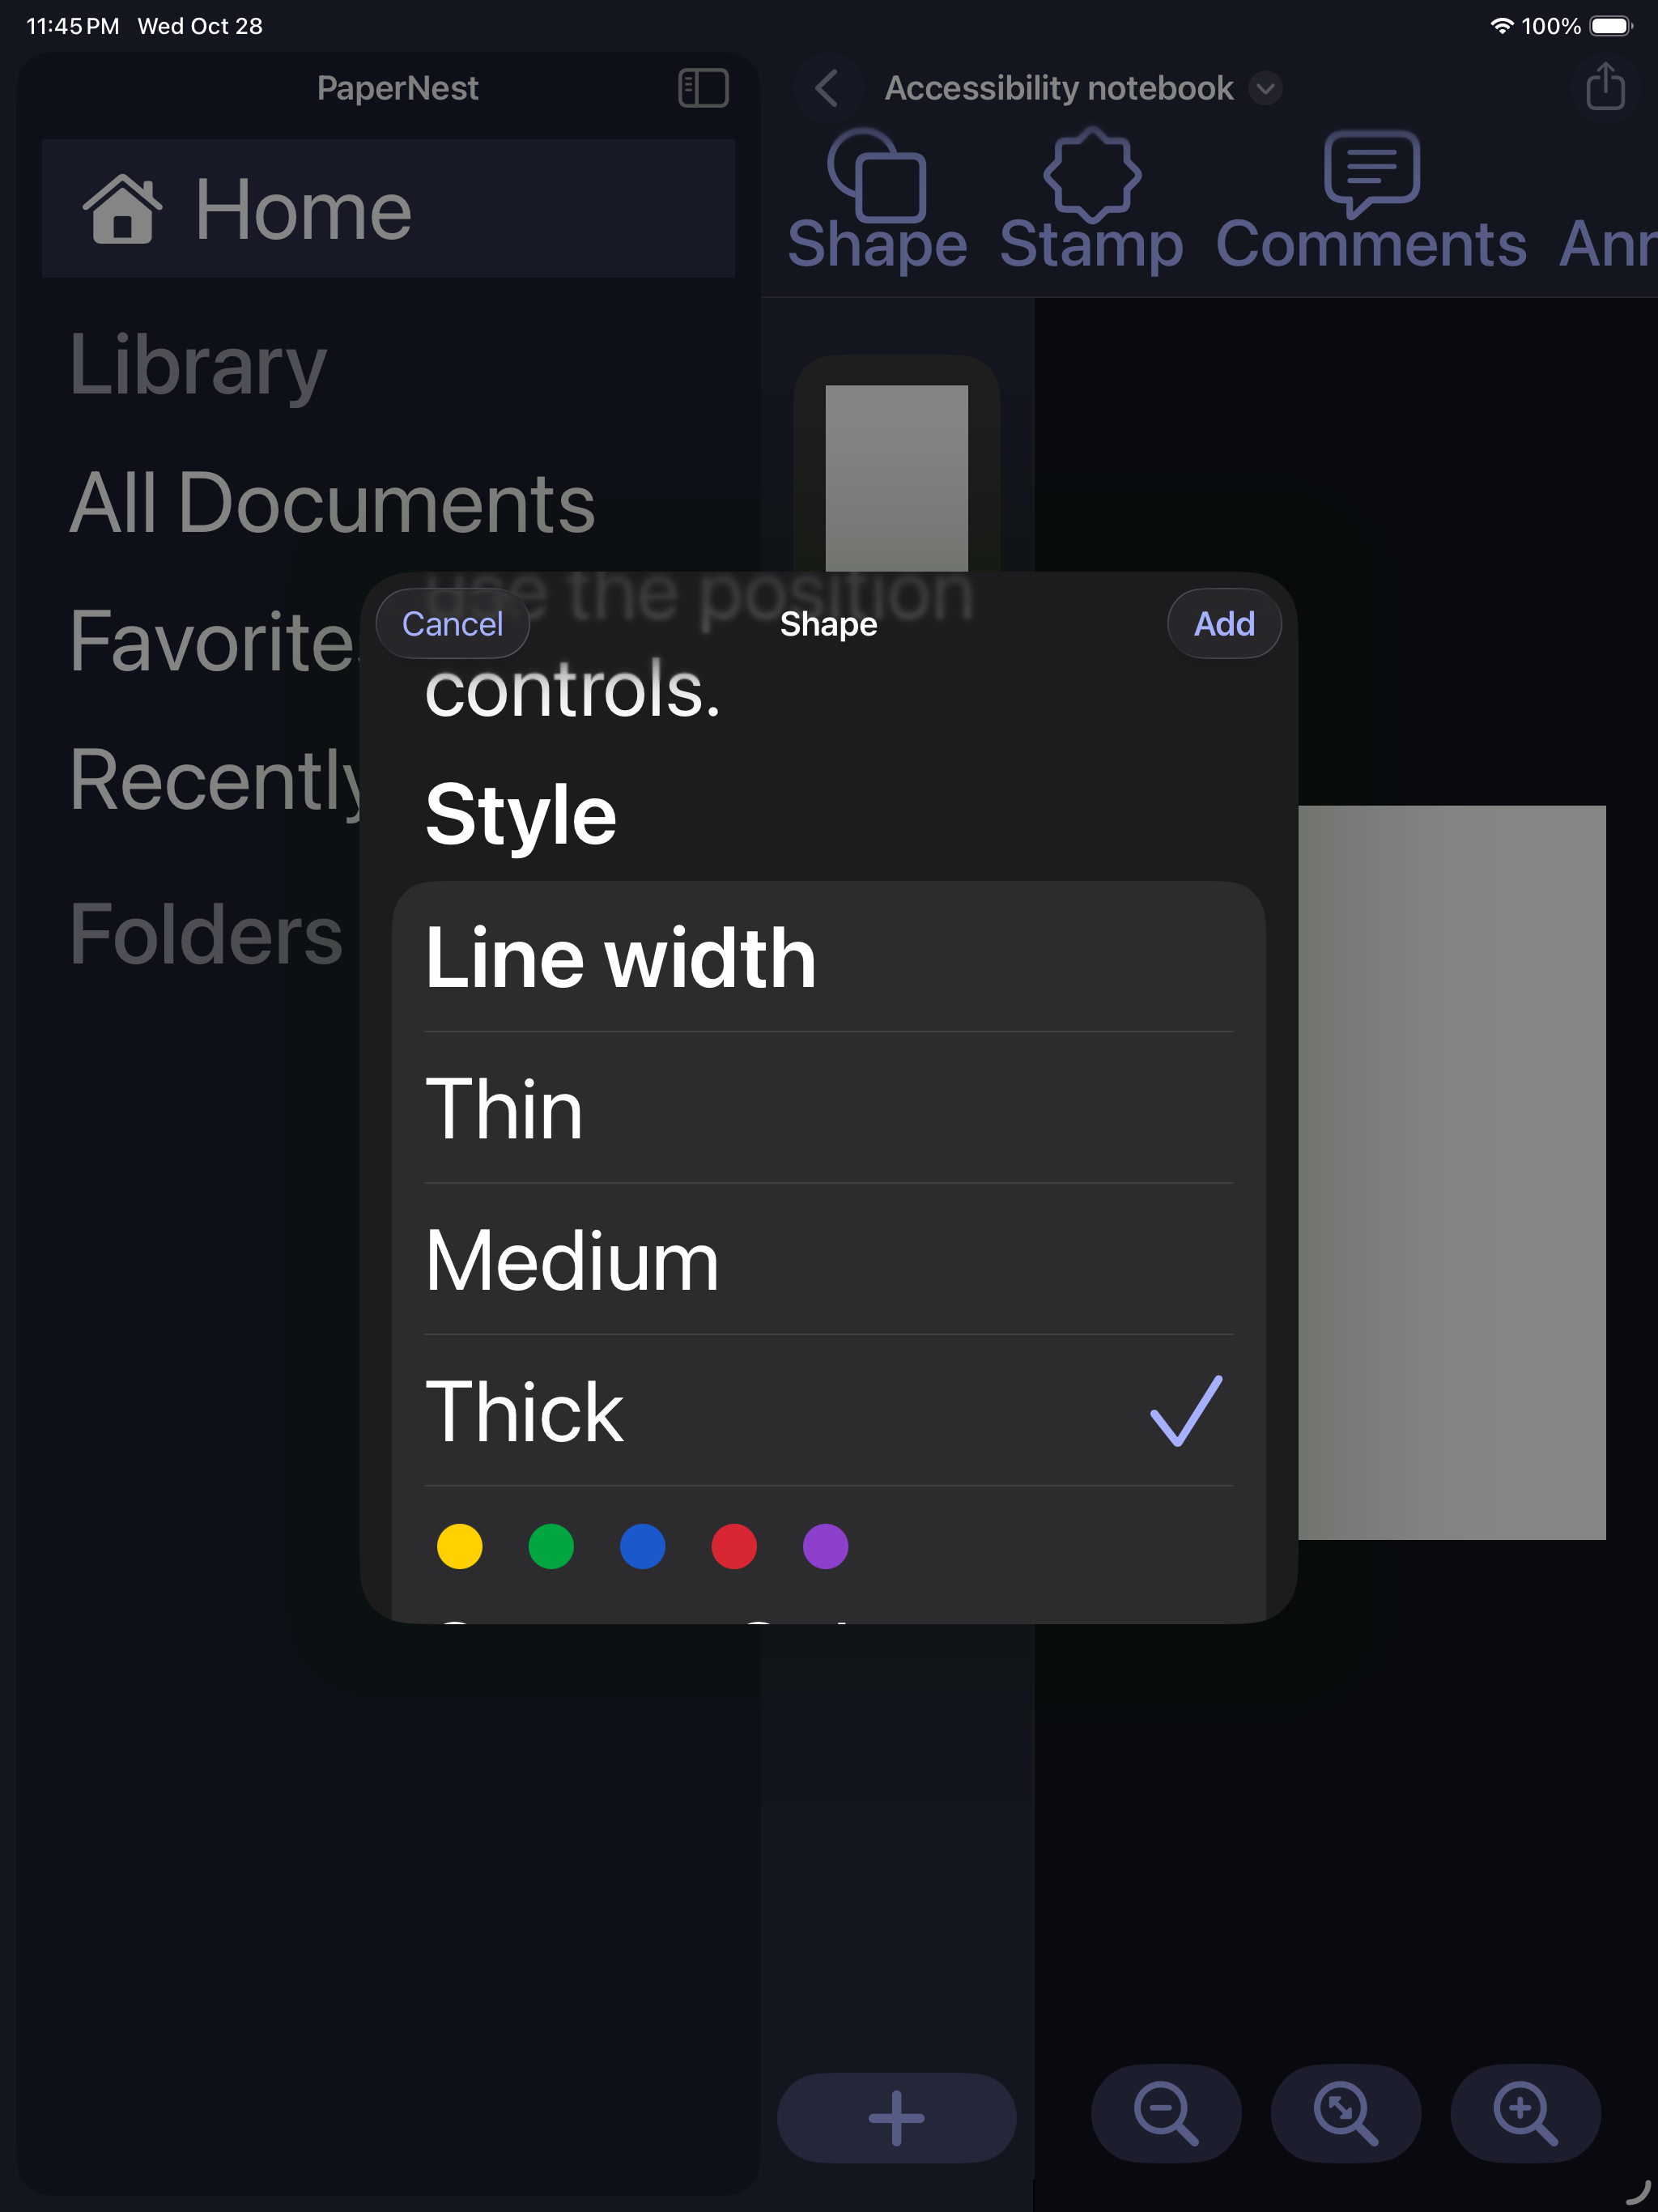 11:45 PM Wed Oct 28
100%
PaperNest
Home
Library
All Documents
Favorite
Recently
Folders
Accessibility notebook
Shape
Stamp
Comments
use the position
Cancel
Shape
Add
controls.
Style
Line width
Thin
Medium
Thick